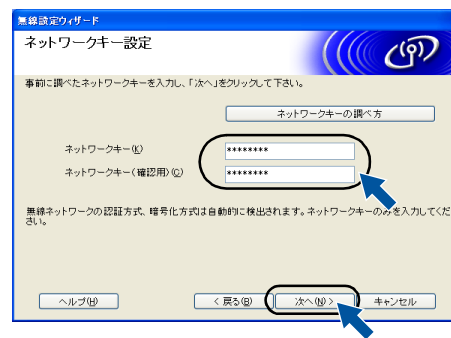 無線設定ウィザード
ネットワークキー設定
事前に調べたネットワークキーを入力し、「次へ」をクリックして下さい。
ネットワークキーの調べ方
ネットワークキー(K) ********
ネットワークキー(確認用)(C) ********
無線ネットワークの認証方式、暗号化方式は自動的に検出されます。ネットワークキーのみを入力してくだ
さい。
ヘルプ(H) < 戻る(B) 次へ(N) > キャンセル